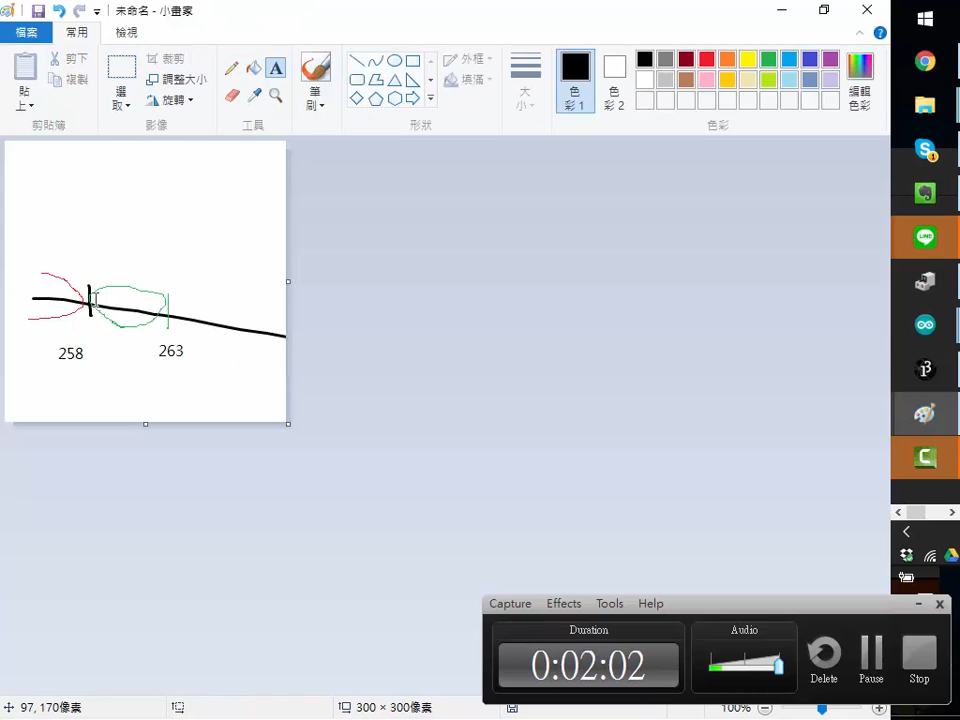 未命名 - 小畫家
檔案 常用 檢視
貼上 剪下 複製
選取 裁剪 調整大小 旋轉
A
筆刷
外框 填滿
大小
色彩 1 色彩 2
編輯色彩
剪貼簿 影像 工具 形狀 色彩
258 263
Capture Effects Tools Help
Duration Audio
0:02:02
Delete Pause Stop
97, 170像素 300 × 300像素 100%